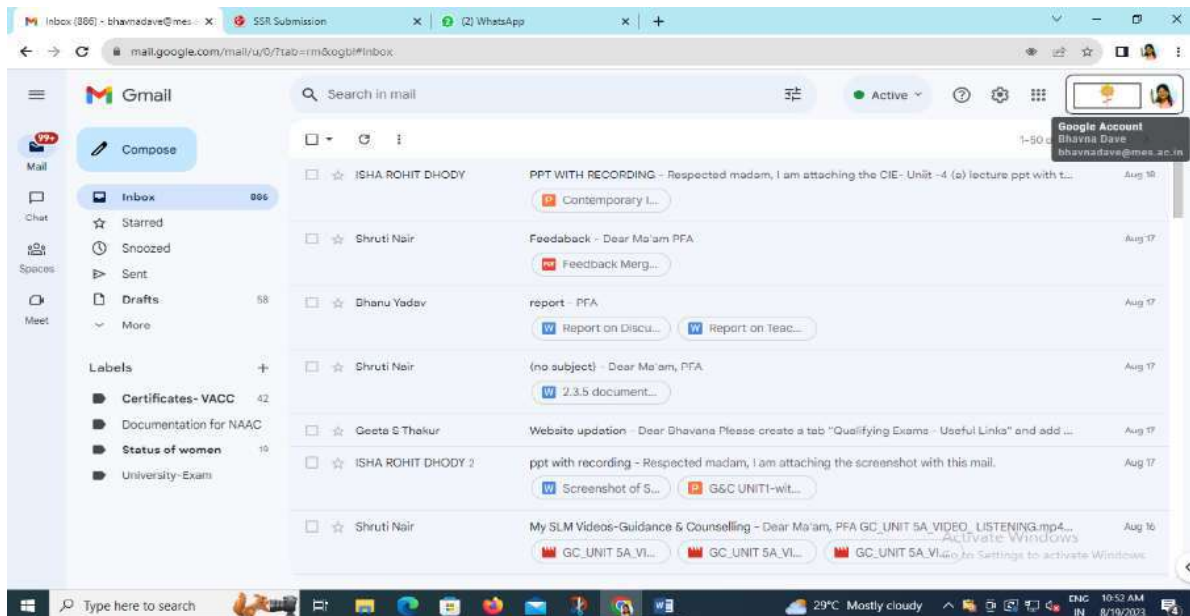 Inbox (886) - bhavnadave@mes
SSR Submission
(2) WhatsApp
mail.google.com/mail/u/0/?tab=rm&ogbl#inbox
Gmail
Search in mail
Active
99+
Mail
Chat
Spaces
Meet
Compose
Inbox 886
Starred
Snoozed
Sent
Drafts 58
More
Labels
Certificates- VACC 42
Documentation for NAAC
Status of women 10
University-Exam
Google Account
Bhavna Dave
bhavnadave@mes.ac.in
1-50
ISHA ROHIT DHODY PPT WITH RECORDING - Respected madam, I am attaching the CIE- Uniit -4 (a) lecture ppt with t... Aug 18
Contemporary I...
Shruti Nair Feedaback - Dear Ma'am PFA Aug 17
Feedback Merg...
Bhanu Yadav report - PFA Aug 17
Report on Discu... Report on Teac...
Shruti Nair (no subject) - Dear Ma'am, PFA Aug 17
2.3.5 document...
Geeta S Thakur Website updation - Dear Bhavana Please create a tab "Qualifying Exams - Useful Links" and add ... Aug 17
ISHA ROHIT DHODY 2 ppt with recording - Respected madam, I am attaching the screenshot with this mail. Aug 17
Screenshot of S... G&C UNIT1-wit...
Shruti Nair My SLM Videos-Guidance & Counselling - Dear Ma'am, PFA GC_UNIT 5A_VIDEO_ LISTENING.mp4... Aug 16
GC_UNIT 5A_VI... GC_UNIT 5A_VI... GC_UNIT 5A_VI...
Activate Windows
Go to Settings to activate Windows.
Type here to search
29°C Mostly cloudy
ENG
IN
10:52 AM
8/19/2023